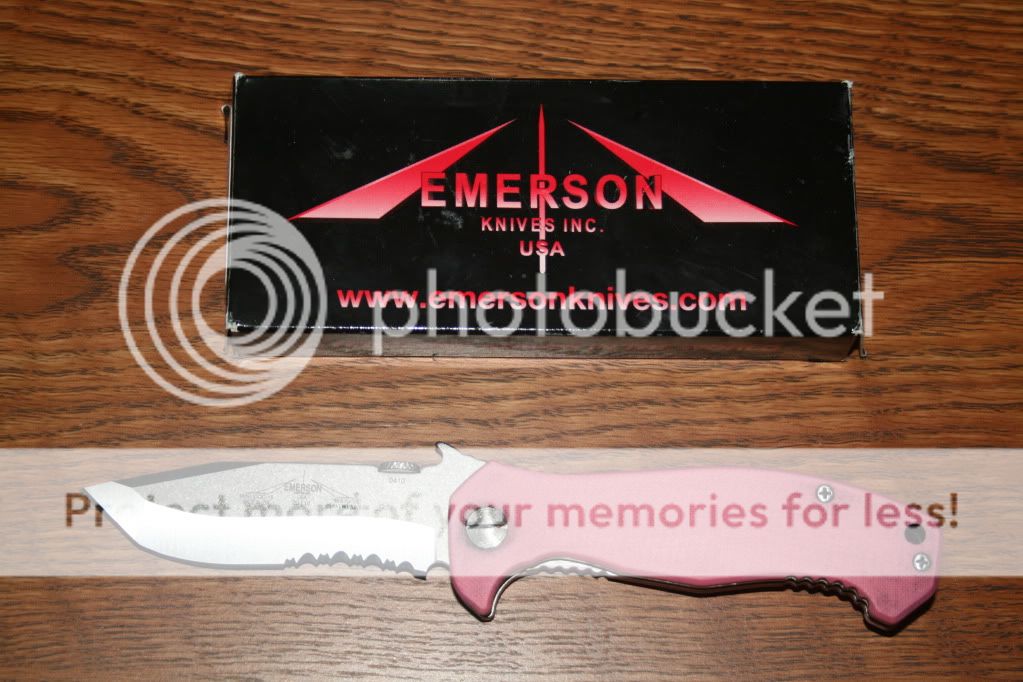 EMERSON
KNIVES INC.
USA
www.emersonknives.com
photobucket
0410
EMERSON
Protect more of your memories for less!